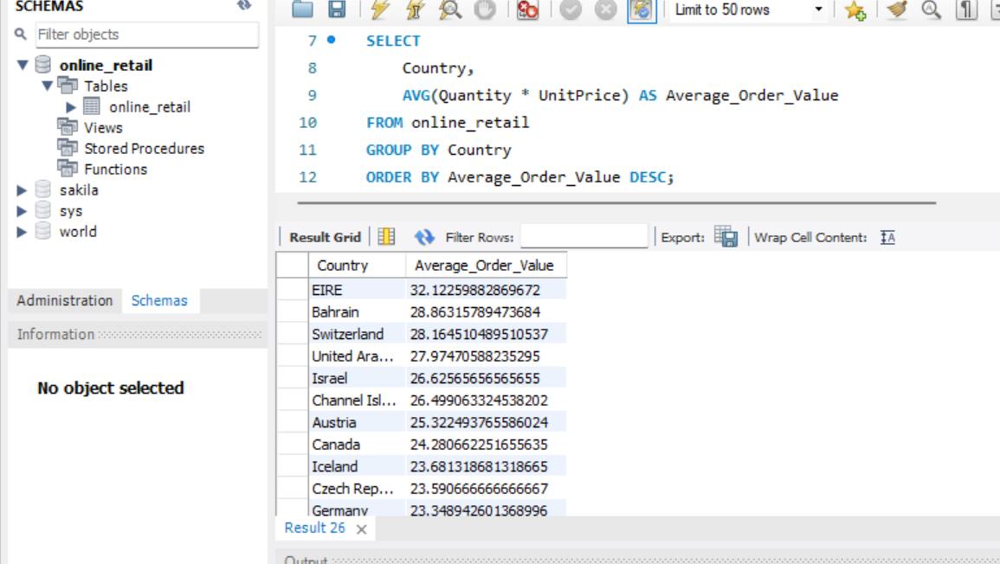 SCHEMAS
Filter objects
online_retail
Tables
online_retail
Views
Stored Procedures
Functions
sakila
sys
world
Administration Schemas
Information
No object selected
Limit to 50 rows
7 SELECT
8 Country,
9 AVG(Quantity * UnitPrice) AS Average_Order_Value
10 FROM online_retail
11 GROUP BY Country
12 ORDER BY Average_Order_Value DESC;
Result Grid Filter Rows: Export: Wrap Cell Content: IA
Country Average_Order_Value
EIRE 32.12259882869672
Bahrain 28.86315789473684
Switzerland 28.164510489510537
United Ara... 27.97470588235295
Israel 26.62565656565655
Channel Isl... 26.499063324538202
Austria 25.322493765586024
Canada 24.280662251655635
Iceland 23.681318681318665
Czech Rep... 23.590666666666667
Germany 23.348942601368996
Result 26
Output